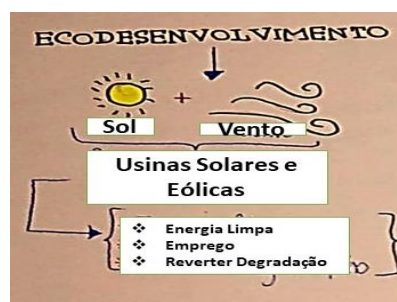 ECODESENVOLVIMENTO
+
Sol
Vento
Usinas Solares e
Eólicas
❖ Energia Limpa
❖ Emprego
❖ Reverter Degradação